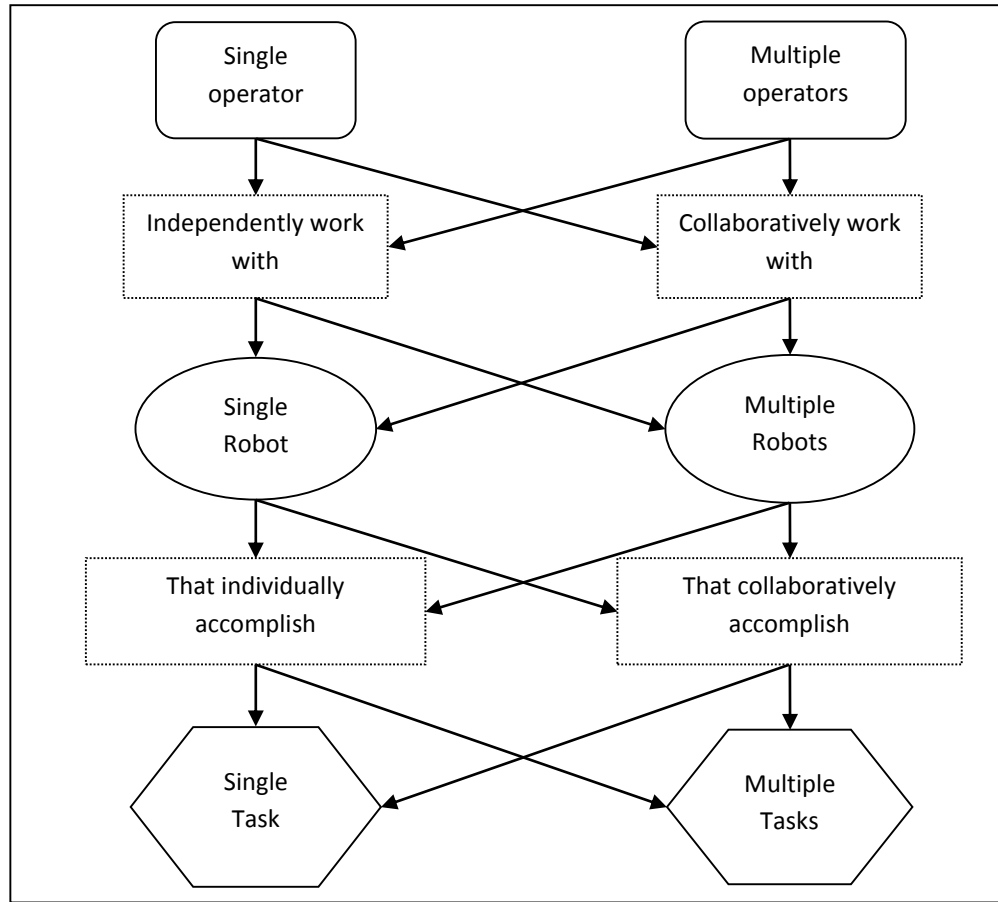 Single
operator
Multiple
operators
Independently work
with
Collaboratively work
with
Single
Robot
Multiple
Robots
That individually
accomplish
That collaboratively
accomplish
Single
Task
Multiple
Tasks